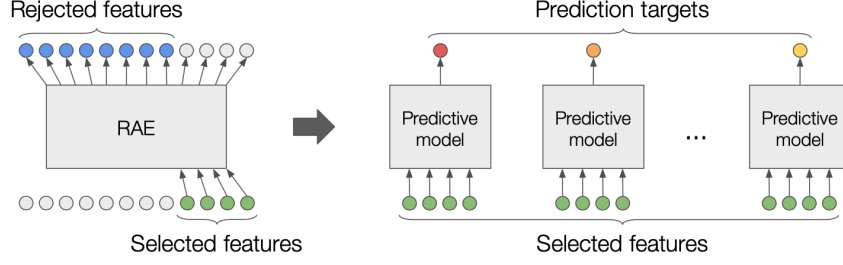 Rejected features
Prediction targets
RAE
Predictive
model
Predictive
model
...
Predictive
model
Selected features
Selected features